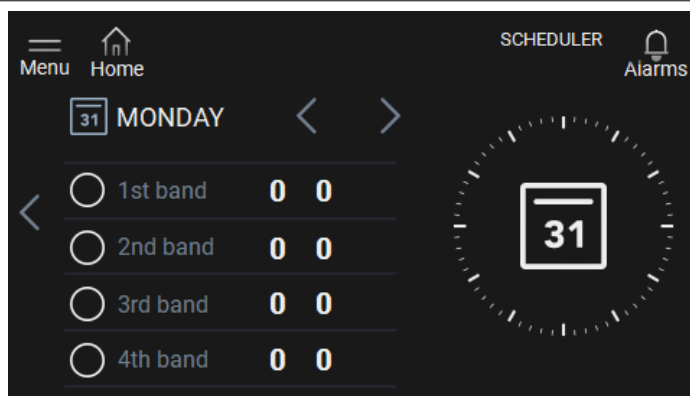 SCHEDULER
Menu Home Alarms
31 MONDAY
1st band 0 0
31
2nd band 0 0
3rd band 0 0
4th band 0 0